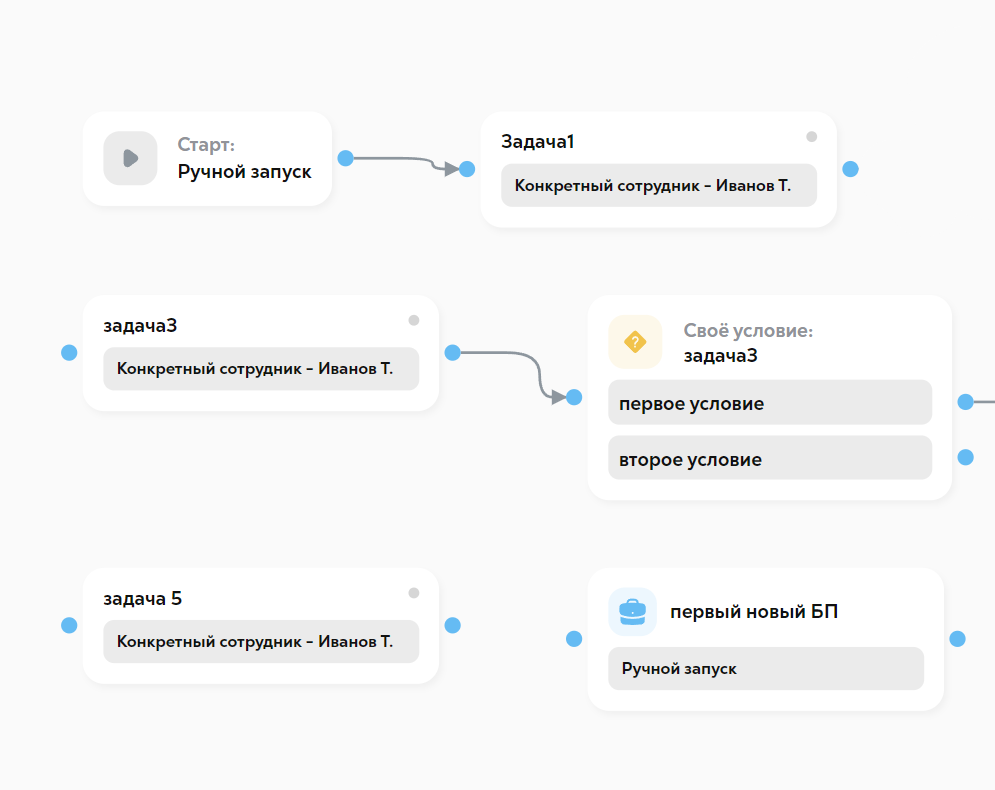 Старт:
Ручной запуск
Задача1
Конкретный сотрудник - Иванов Т.
задача3
Конкретный сотрудник - Иванов Т.
Своё условие:
задача3
первое условие
второе условие
задача 5
Конкретный сотрудник - Иванов Т.
первый новый БП
Ручной запуск